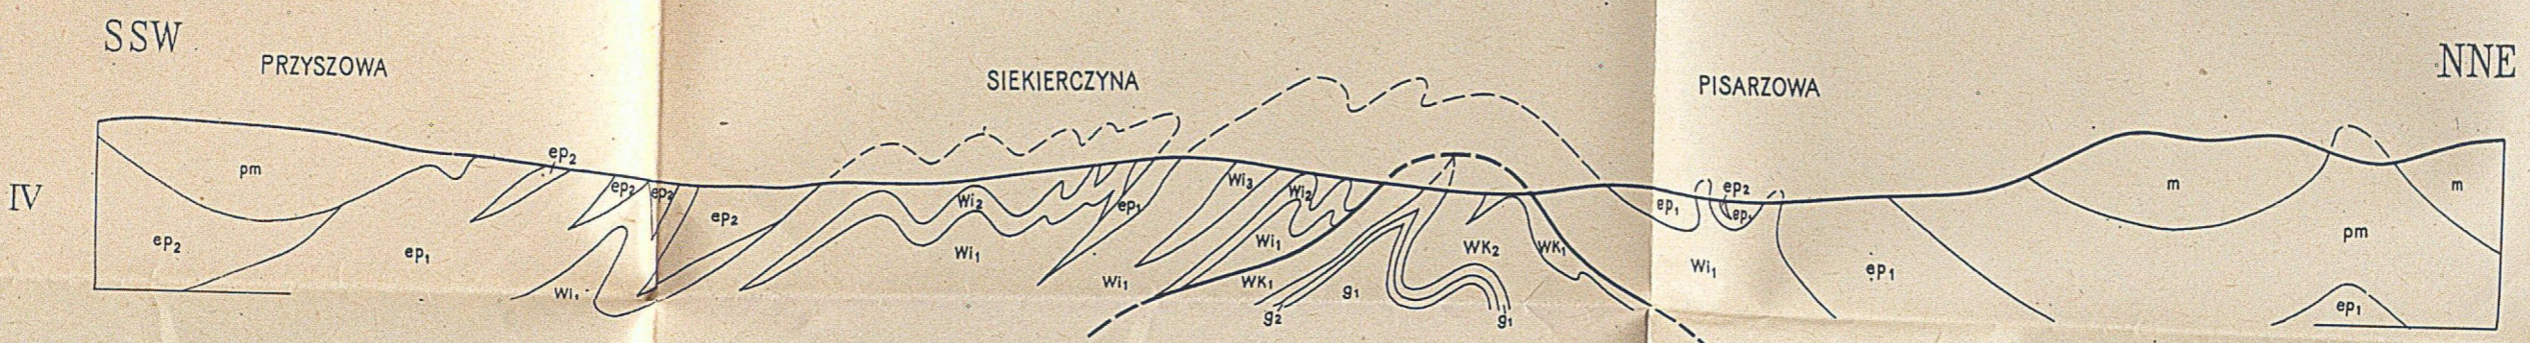 SSW
NNE
PRZYSZOWA
SIEKIERCZYNA
PISARZOWA
IV
pm
ep₂
ep₁
ep₂
ep₂
ep₂
ep₂
Wi₁
Wi₂
Wi₁
ep₁
Wi₁
Wi₃
Wi₂
Wi₁
WK₁
g₂
g₁
g₁
WK₂
WK₁
ep₁
ep₂
ep₁
Wi₁
ep₁
m
pm
ep₁
m